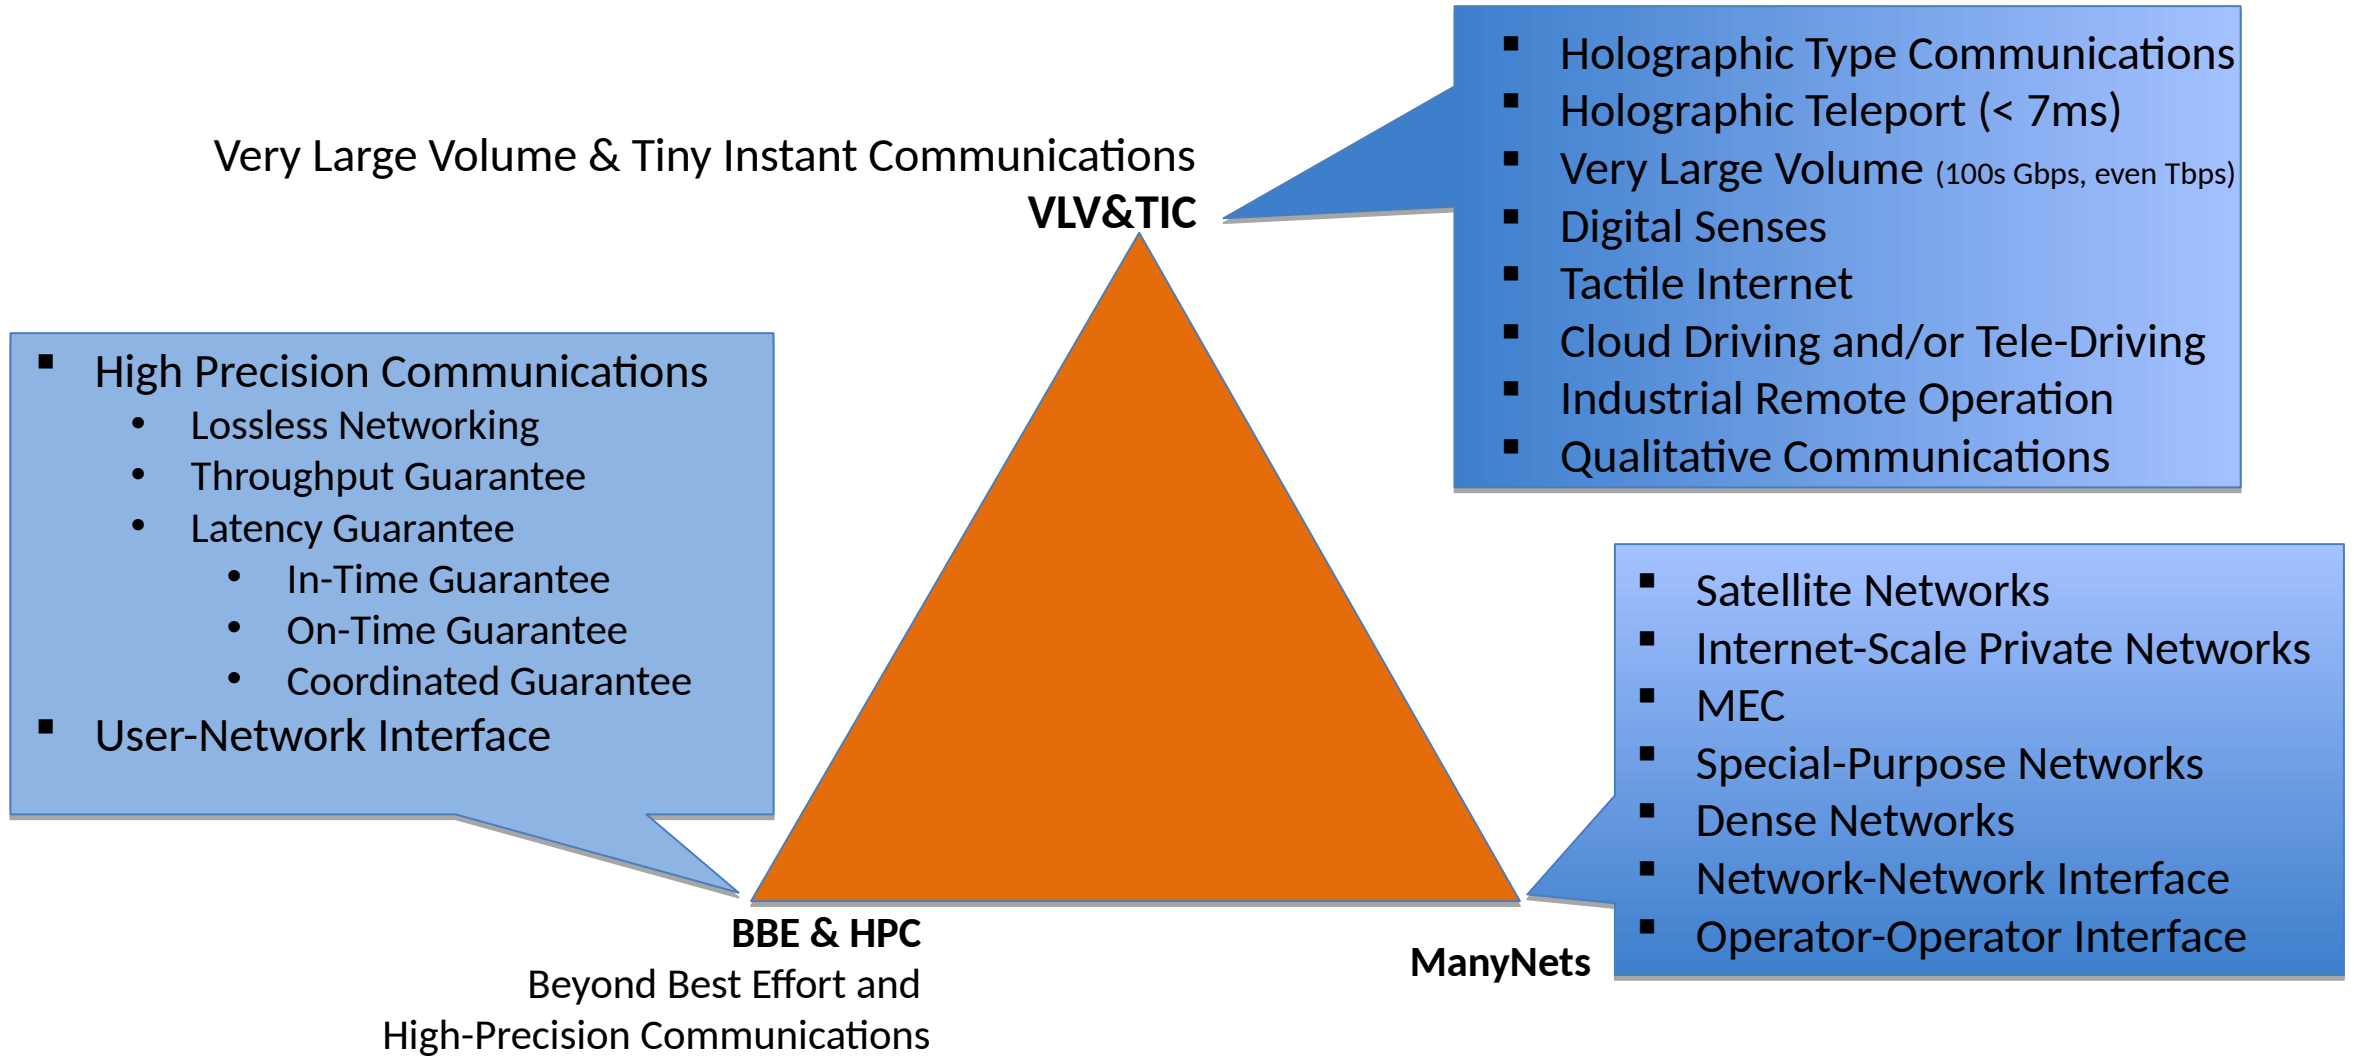 Very Large Volume & Tiny Instant Communications
VLV&TIC
▪ Holographic Type Communications
▪ Holographic Teleport (< 7ms)
▪ Very Large Volume (100s Gbps, even Tbps)
▪ Digital Senses
▪ Tactile Internet
▪ Cloud Driving and/or Tele-Driving
▪ Industrial Remote Operation
▪ Qualitative Communications
▪ High Precision Communications
• Lossless Networking
• Throughput Guarantee
• Latency Guarantee
• In-Time Guarantee
• On-Time Guarantee
• Coordinated Guarantee
▪ User-Network Interface
▪ Satellite Networks
▪ Internet-Scale Private Networks
▪ MEC
▪ Special-Purpose Networks
▪ Dense Networks
▪ Network-Network Interface
▪ Operator-Operator Interface
BBE & HPC
Beyond Best Effort and
High-Precision Communications
ManyNets